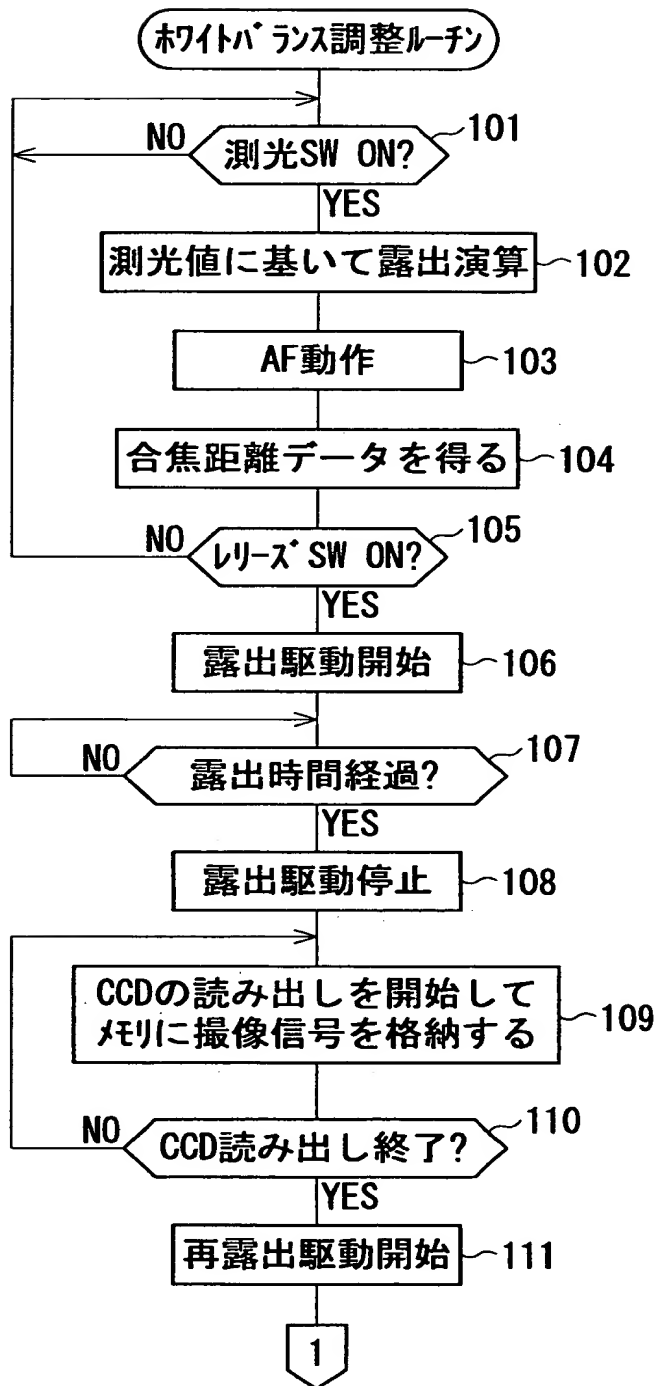 ホワイトバランス調整ルーチン
101
NO
測光SW ON?
YES
測光値に基いて露出演算
102
AF動作
103
合焦距離データを得る
104
105
NO
レリーズSW ON?
YES
露出駆動開始
106
107
NO
露出時間経過?
YES
露出駆動停止
108
CCDの読み出しを開始して
メモリに撮像信号を格納する
109
110
NO
CCD読み出し終了?
YES
再露出駆動開始
111
1